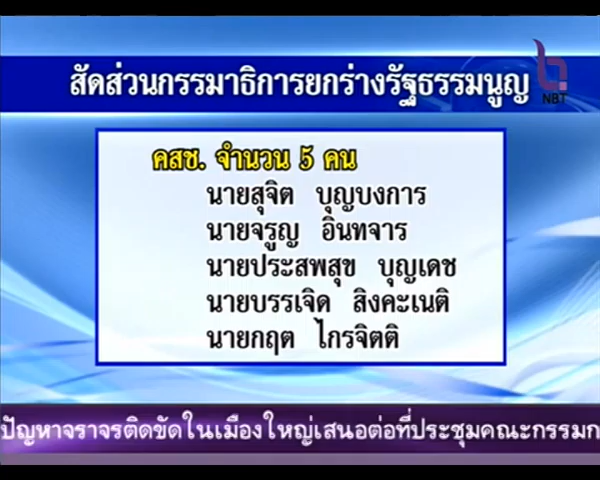 สัดส่วนกรรมาธิการยกร่างรัฐธรรมนูญ
NBT
คสช. จำนวน 5 คน
นายสุจิต บุญบงการ
นายจรูญ อินทจาร
นายประสพสุข บุญเดช
นายบรรเจิด สิงคะเนติ
นายกฤต ไกรจิตติ
ปัญหาจราจรติดขัดในเมืองใหญ่เสนอต่อที่ประชุมคณะกรรมก